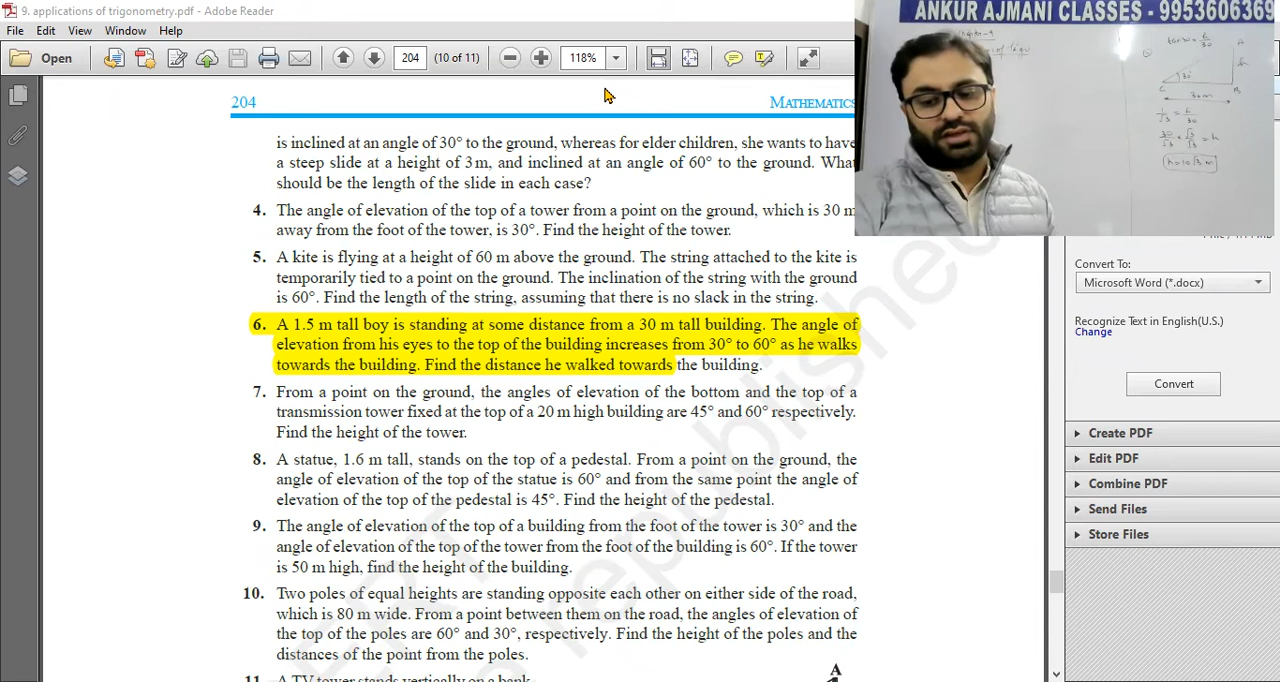 9. applications of trigonometry.pdf - Adobe Reader
File Edit View Window Help
Open 204 (10 of 11) 118%
ANKUR AJMANI CLASSES - 9953606369
204 MATHEMATICS
is inclined at an angle of 30° to the ground, whereas for elder children, she wants to have
a steep slide at a height of 3m, and inclined at an angle of 60° to the ground. What
should be the length of the slide in each case?
4. The angle of elevation of the top of a tower from a point on the ground, which is 30 m
away from the foot of the tower, is 30°. Find the height of the tower.
5. A kite is flying at a height of 60 m above the ground. The string attached to the kite is
temporarily tied to a point on the ground. The inclination of the string with the ground
is 60°. Find the length of the string, assuming that there is no slack in the string.
6. A 1.5 m tall boy is standing at some distance from a 30 m tall building. The angle of
elevation from his eyes to the top of the building increases from 30° to 60° as he walks
towards the building. Find the distance he walked towards the building.
7. From a point on the ground, the angles of elevation of the bottom and the top of a
transmission tower fixed at the top of a 20 m high building are 45° and 60° respectively.
Find the height of the tower.
8. A statue, 1.6 m tall, stands on the top of a pedestal. From a point on the ground, the
angle of elevation of the top of the statue is 60° and from the same point the angle of
elevation of the top of the pedestal is 45°. Find the height of the pedestal.
9. The angle of elevation of the top of a building from the foot of the tower is 30° and the
angle of elevation of the top of the tower from the foot of the building is 60°. If the tower
is 50 m high, find the height of the building.
10. Two poles of equal heights are standing opposite each other on either side of the road,
which is 80 m wide. From a point between them on the road, the angles of elevation of
the top of the poles are 60° and 30°, respectively. Find the height of the poles and the
distances of the point from the poles.
11. A TV tower stands vertically on a bank
A
tan 30 = h/30
A
h
30°
C B
30 m
1/√3 = h/30
30/√3 × √3/√3 = h
h = 10√3 m
Convert To:
Microsoft Word (*.docx)
Recognize Text in English(U.S.)
Change
Convert
Create PDF
Edit PDF
Combine PDF
Send Files
Store Files